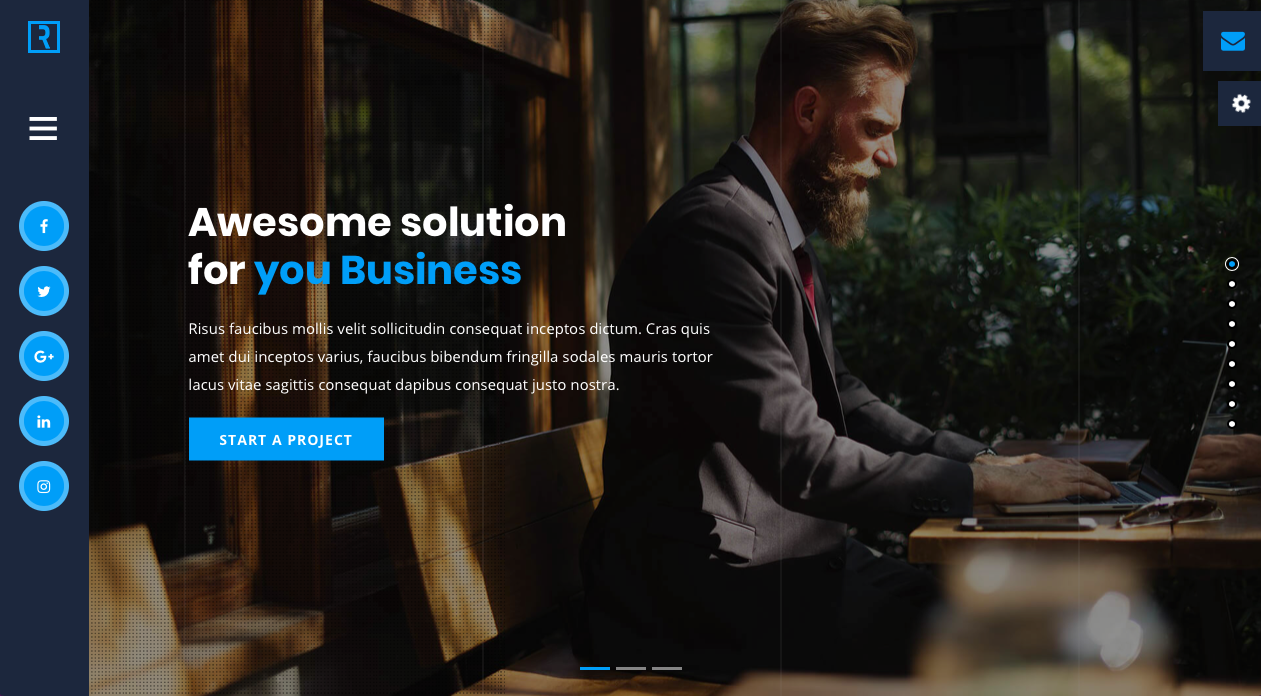 R
Awesome solution
for you Business
Risus faucibus mollis velit sollicitudin consequat inceptos dictum. Cras quis
amet dui inceptos varius, faucibus bibendum fringilla sodales mauris tortor
lacus vitae sagittis consequat dapibus consequat justo nostra.
START A PROJECT
f
G+
in